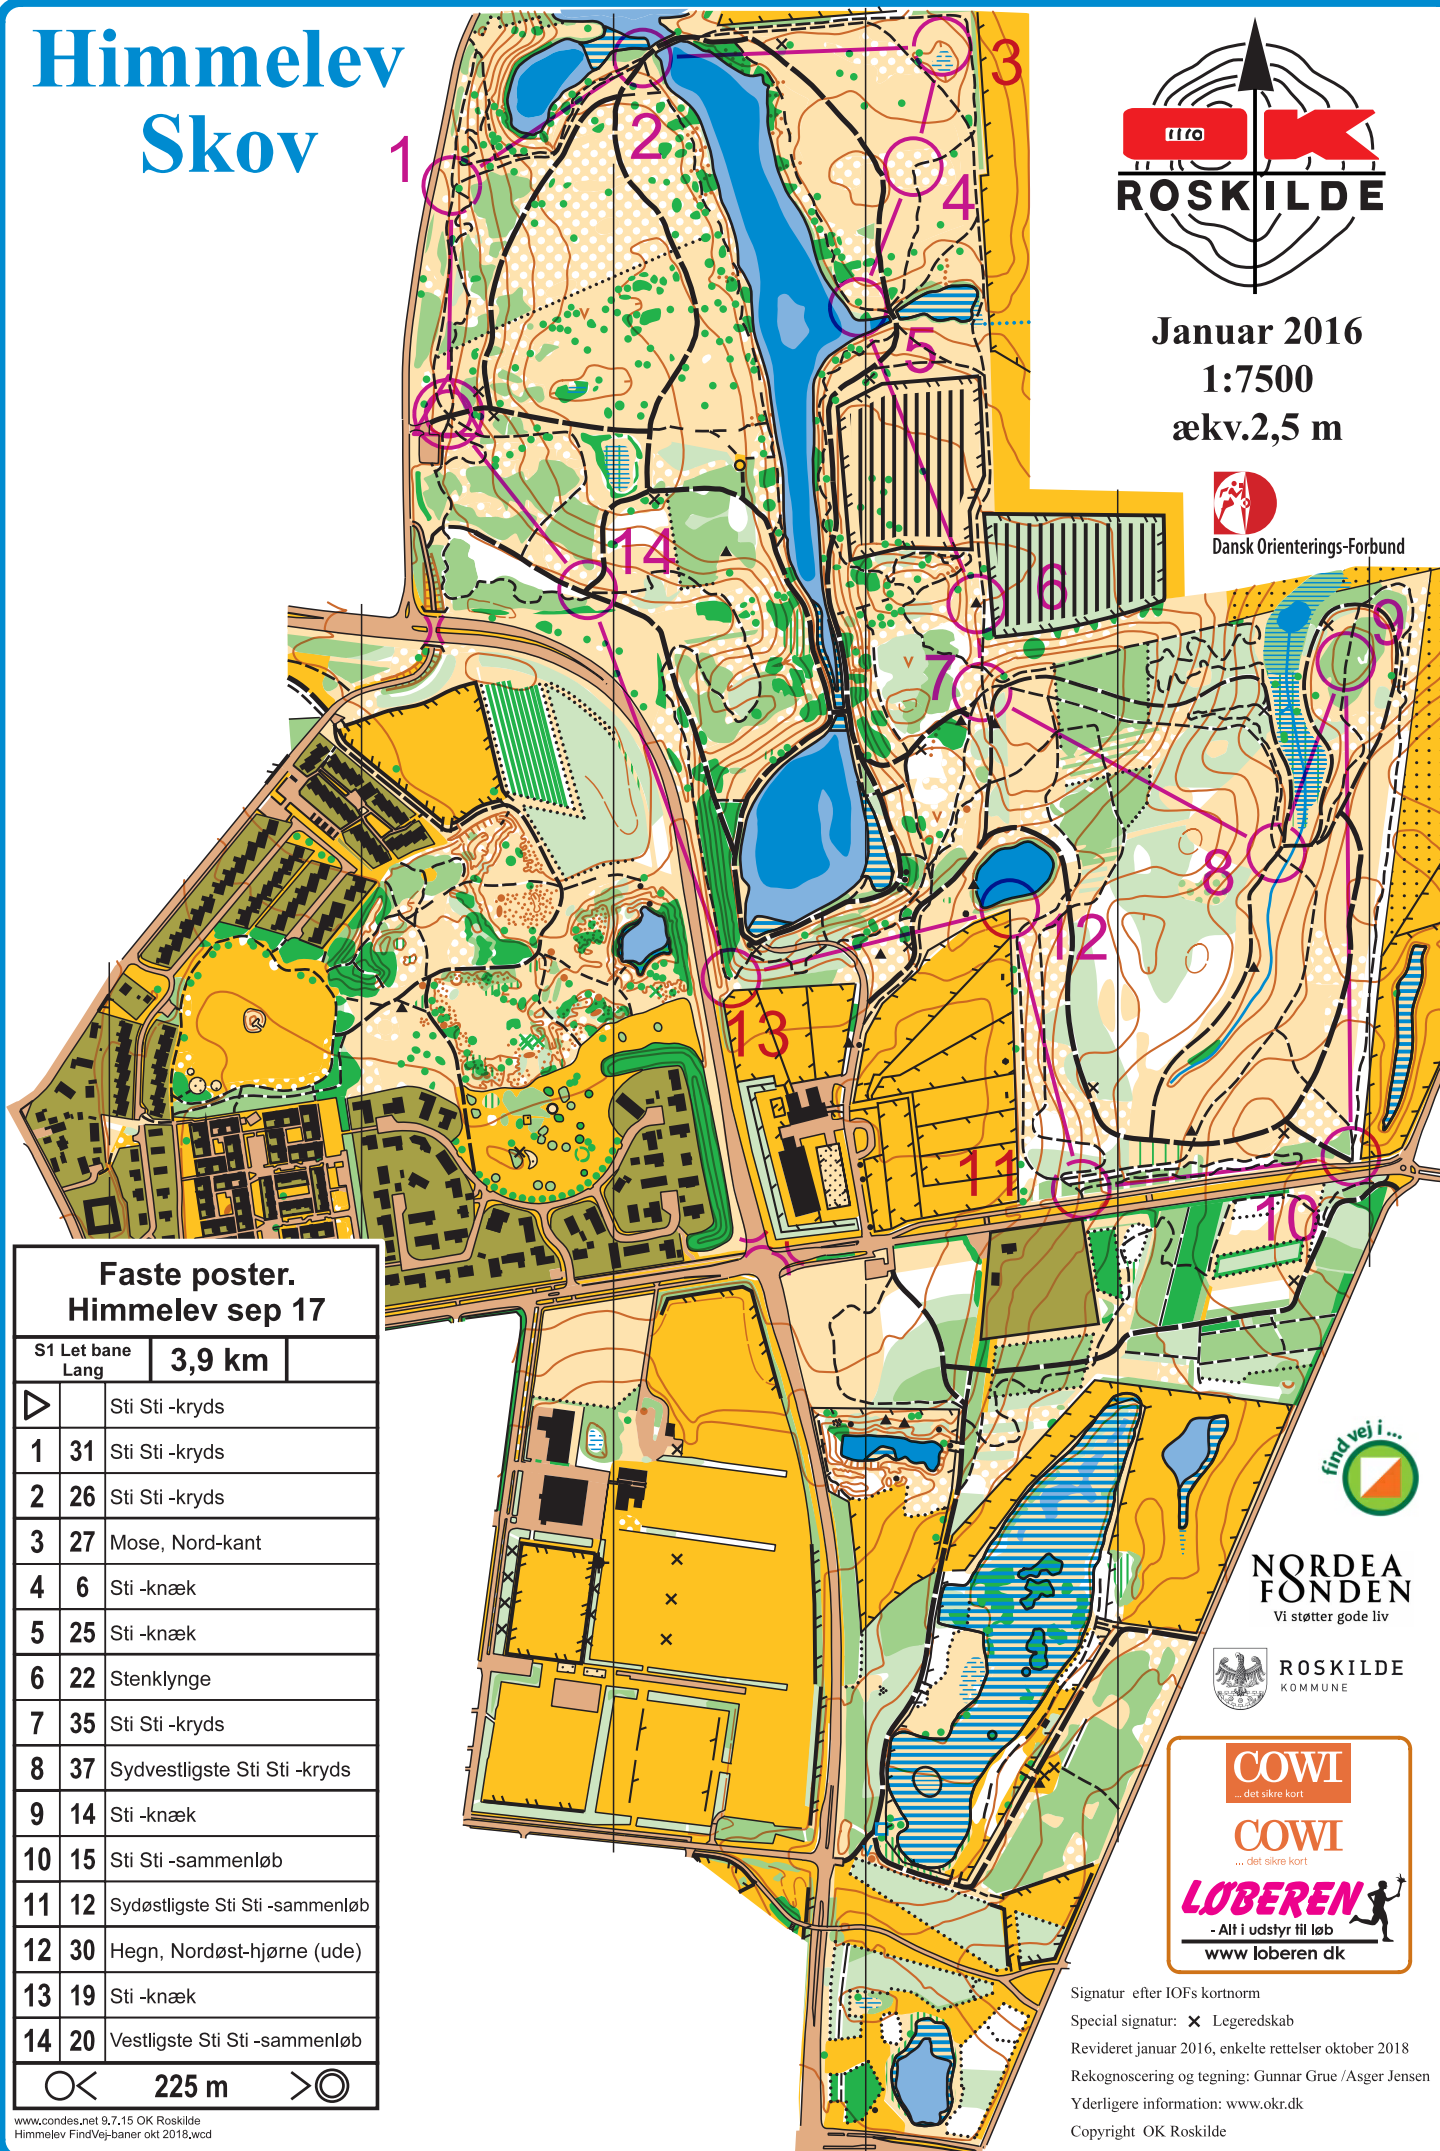 Himmelev
Skov
OK
ROSKILDE
Januar 2016
1:7500
ækv.2,5 m
Dansk Orienterings-Forbund
1
2
3
4
5
6
7
8
9
10
11
12
13
14
Faste poster.
Himmelev sep 17
S1 Let bane Lang 3,9 km
Sti Sti -kryds
1 31 Sti Sti -kryds
2 26 Sti Sti -kryds
3 27 Mose, Nord-kant
4 6 Sti -knæk
5 25 Sti -knæk
6 22 Stenklynge
7 35 Sti Sti -kryds
8 37 Sydvestligste Sti Sti -kryds
9 14 Sti -knæk
10 15 Sti Sti -sammenløb
11 12 Sydøstligste Sti Sti -sammenløb
12 30 Hegn, Nordøst-hjørne (ude)
13 19 Sti -knæk
14 20 Vestligste Sti Sti -sammenløb
225 m
www.condes.net 9.7.15 OK Roskilde
Himmelev FindVej-baner okt 2018.wcd
find vej i ...
NORDEA
FONDEN
Vi støtter gode liv
ROSKILDE
KOMMUNE
COWI
... det sikre kort
COWI
... det sikre kort
LØBEREN
- Alt i udstyr til løb
www loberen dk
Signatur efter IOFs kortnorm
Special signatur: × Legeredskab
Revideret januar 2016, enkelte rettelser oktober 2018
Rekognoscering og tegning: Gunnar Grue /Asger Jensen
Yderligere information: www.okr.dk
Copyright OK Roskilde